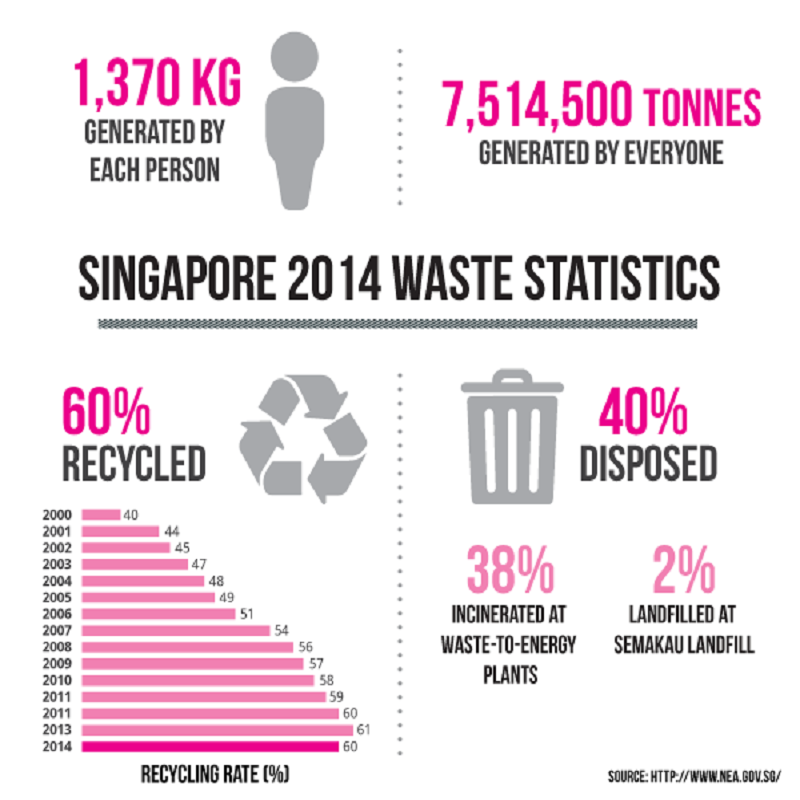 1,370 KG
GENERATED BY
EACH PERSON
7,514,500 TONNES
GENERATED BY EVERYONE
SINGAPORE 2014 WASTE STATISTICS
60%
RECYCLED
2000 40
2001 44
2002 45
2003 47
2004 48
2005 49
2006 51
2007 54
2008 56
2009 57
2010 58
2011 59
2011 60
2013 61
2014 60
RECYCLING RATE (%)
40%
DISPOSED
38%
INCINERATED AT
WASTE-TO-ENERGY
PLANTS
2%
LANDFILLED AT
SEMAKAU LANDFILL
SOURCE: HTTP://WWW.NEA.GOV.SG/